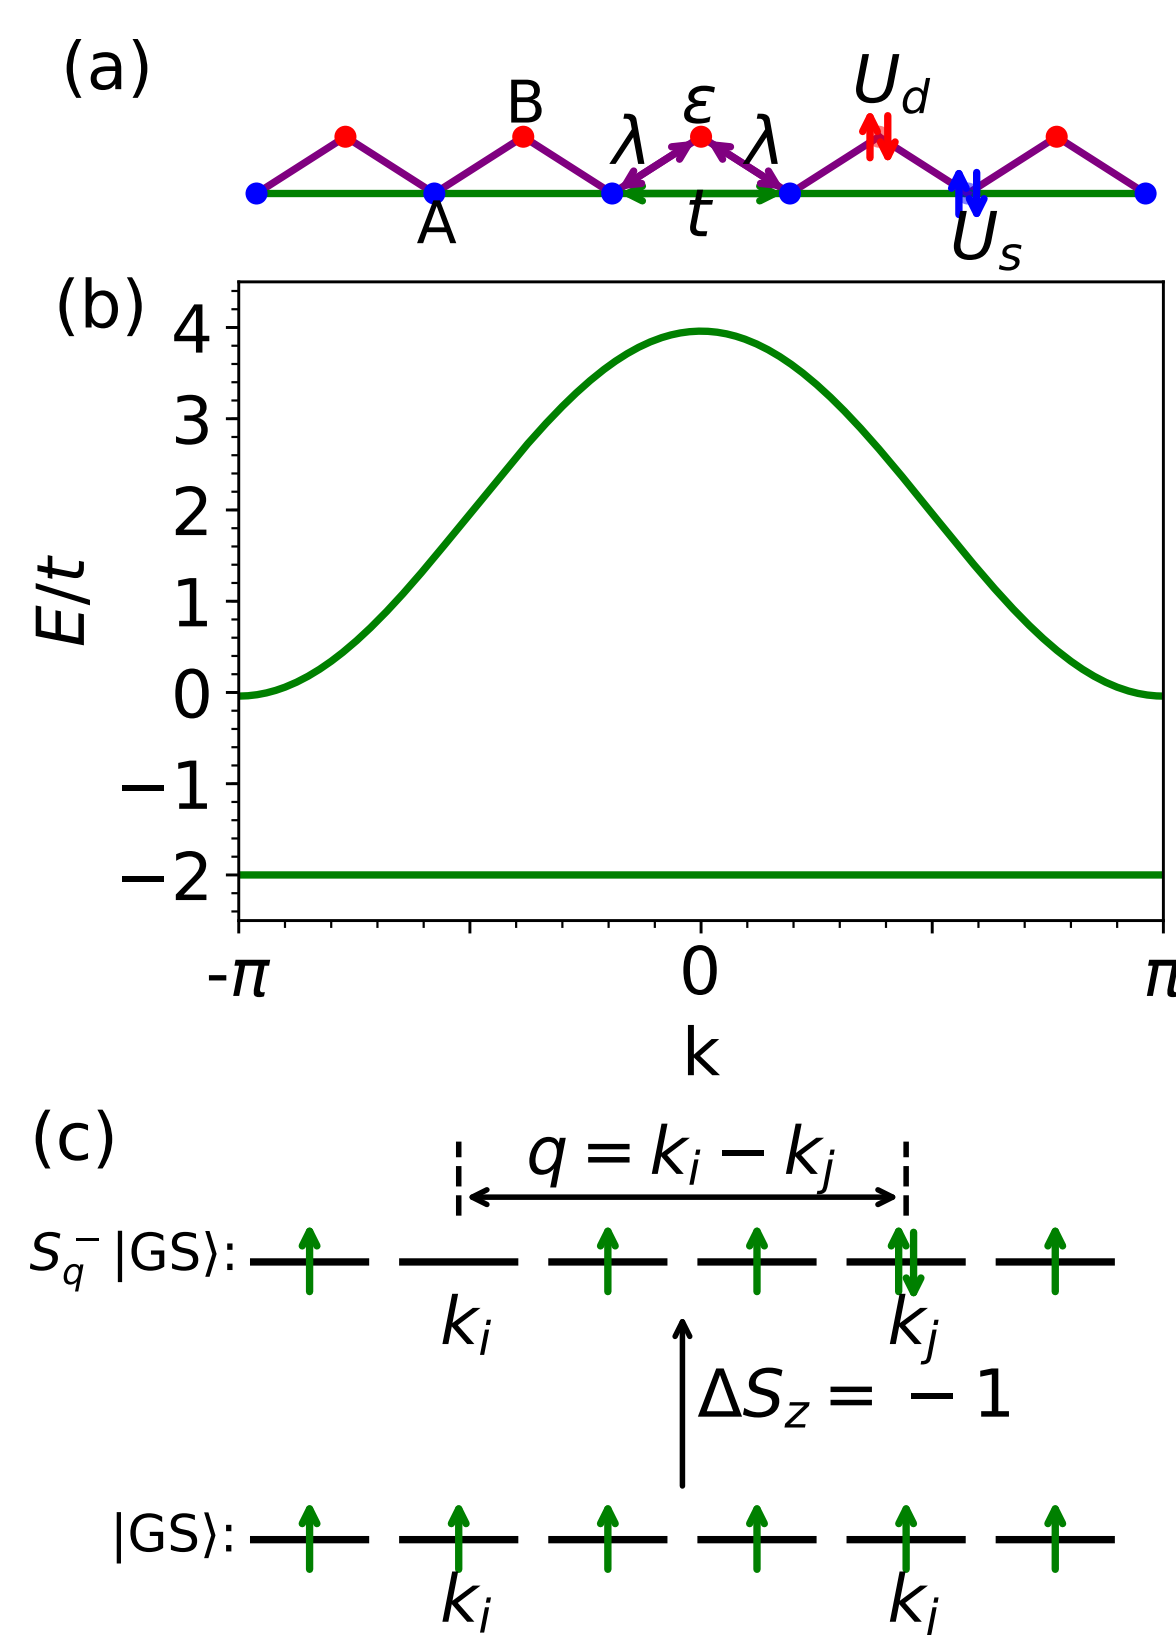 (a)
B
ε
U_d
λ
λ
A
t
U_s
(b)
4
3
2
1
0
−1
−2
E/t
-π
0
π
k
(c)
q = k_i − k_j
S_q^− |GS⟩:
k_i
k_j
ΔS_z = −1
|GS⟩:
k_i
k_j